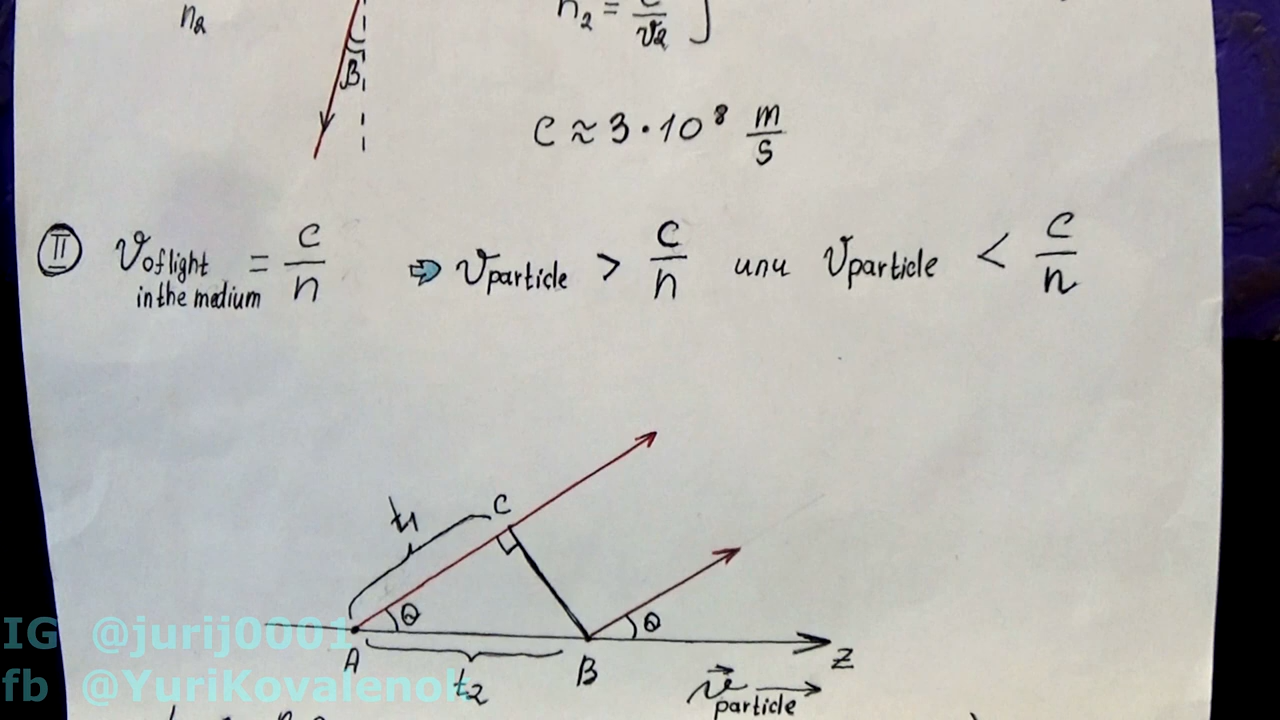 n₂
β
n₂ = c/v₂
c ≈ 3·10⁸ m/s
II v of light in the medium = c/n ⇒ v particle > c/n или v particle < c/n
t₁
C
θ
θ
A
B
z
t₂
v⃗ particle
IG @jurij0001
fb @YuriKovalenok